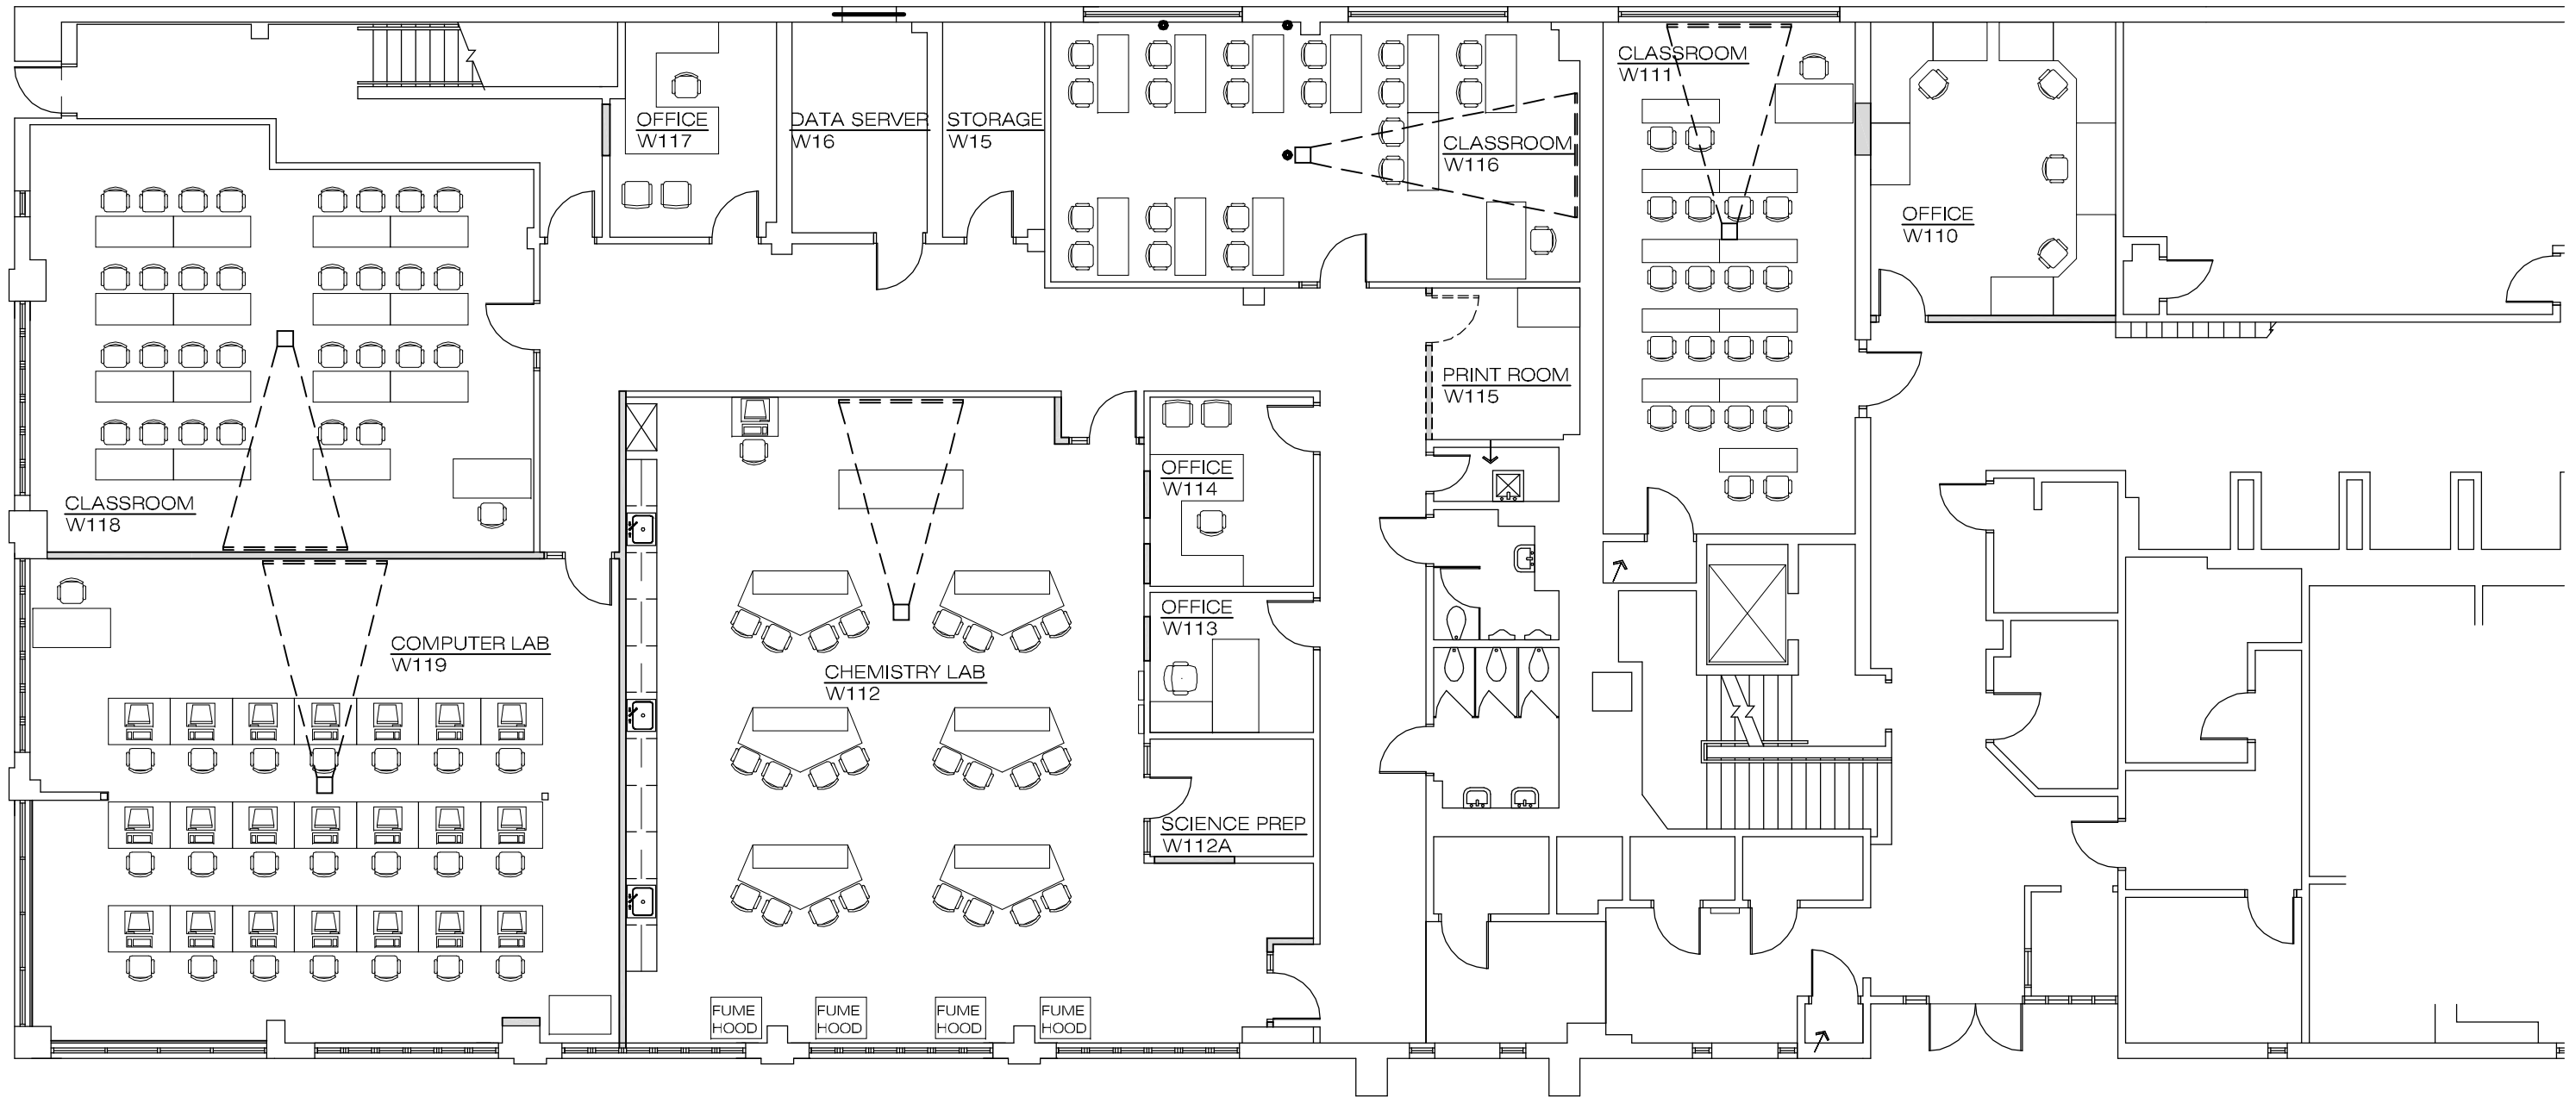 CLASSROOM
W111
OFFICE
W117
DATA SERVER
W16
STORAGE
W15
CLASSROOM
W116
OFFICE
W110
PRINT ROOM
W115
OFFICE
W114
CLASSROOM
W118
OFFICE
W113
COMPUTER LAB
W119
CHEMISTRY LAB
W112
SCIENCE PREP
W112A
FUME
HOOD
FUME
HOOD
FUME
HOOD
FUME
HOOD